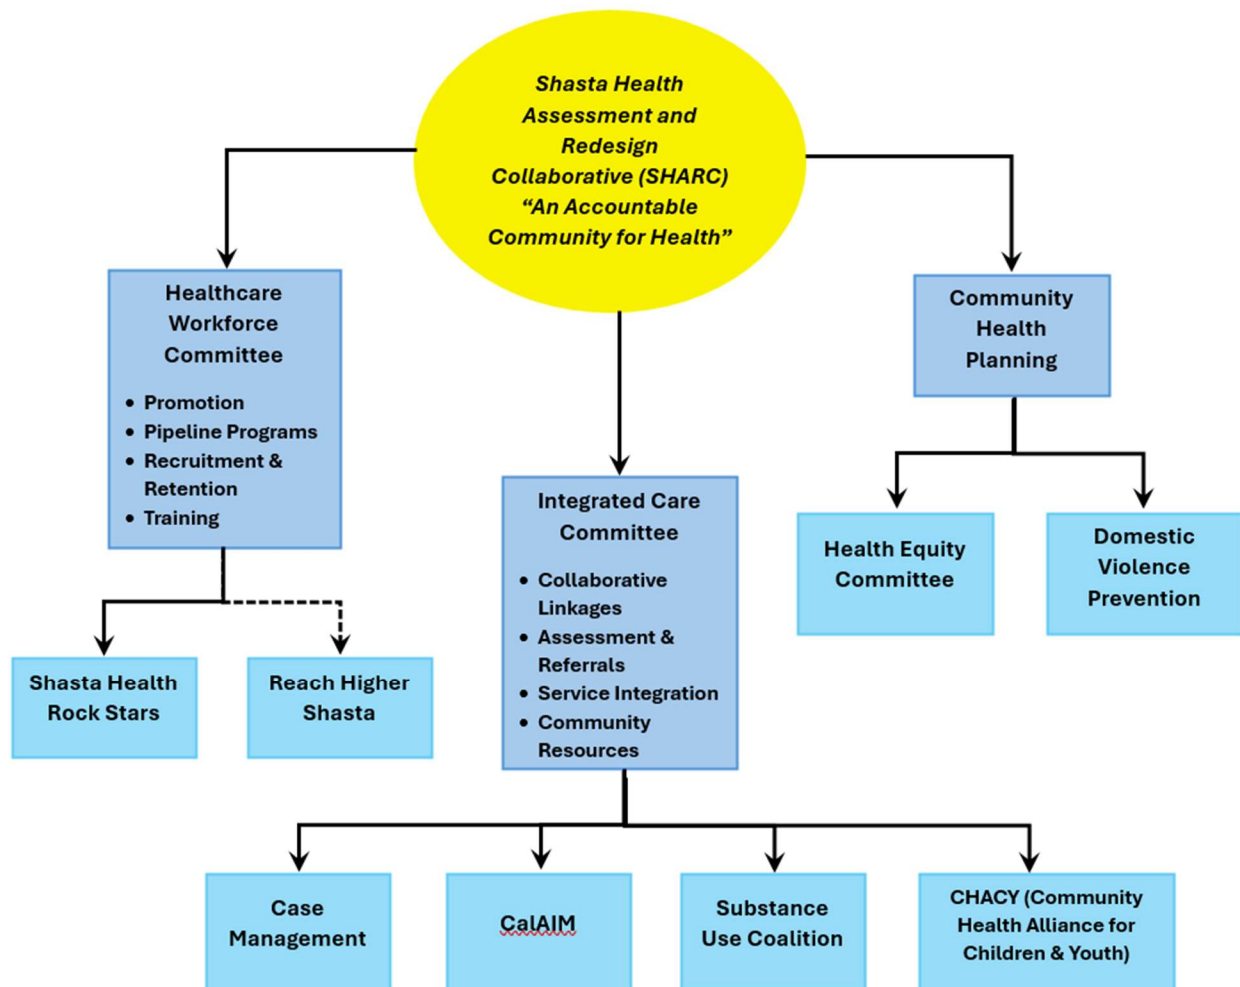 Shasta Health
Assessment and
Redesign
Collaborative (SHARC)
“An Accountable
Community for Health”
Healthcare
Workforce
Committee
• Promotion
• Pipeline Programs
• Recruitment &
Retention
• Training
Community
Health
Planning
Integrated Care
Committee
• Collaborative
Linkages
• Assessment &
Referrals
• Service Integration
• Community
Resources
Health Equity
Committee
Domestic
Violence
Prevention
Shasta Health
Rock Stars
Reach Higher
Shasta
Case
Management
CalAIM
Substance
Use Coalition
CHACY (Community
Health Alliance for
Children & Youth)